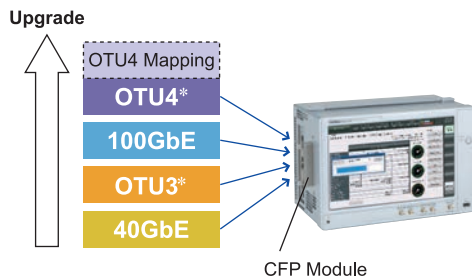 Upgrade
OTU4 Mapping
OTU4*
100GbE
OTU3*
40GbE
CFP Module